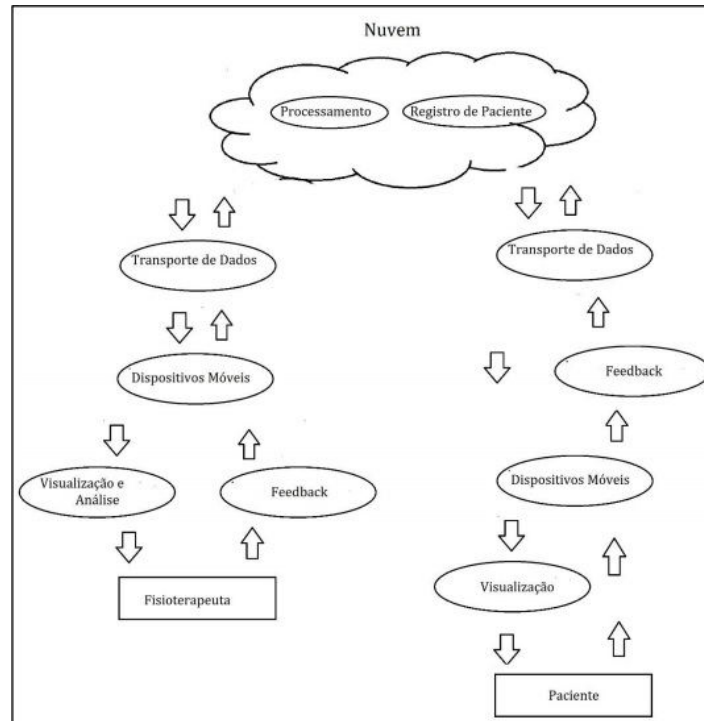 Nuvem
Processamento
Registro de Paciente
Transporte de Dados
Transporte de Dados
Dispositivos Móveis
Feedback
Visualização e
Análise
Feedback
Dispositivos Móveis
Fisioterapeuta
Visualização
Paciente